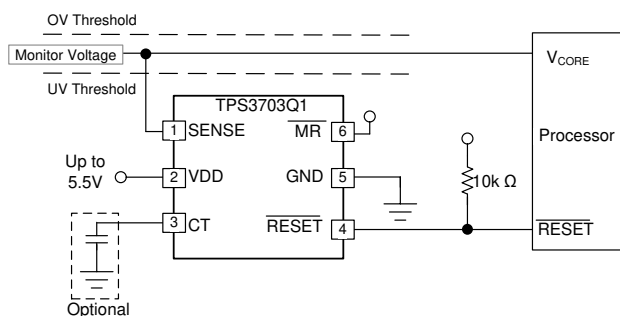 OV Threshold
Monitor Voltage
UV Threshold
TPS3703Q1
1 SENSE
MR 6
Up to
5.5V
2 VDD
GND 5
3 CT
RESET 4
Optional
10k Ω
VCORE
Processor
RESET